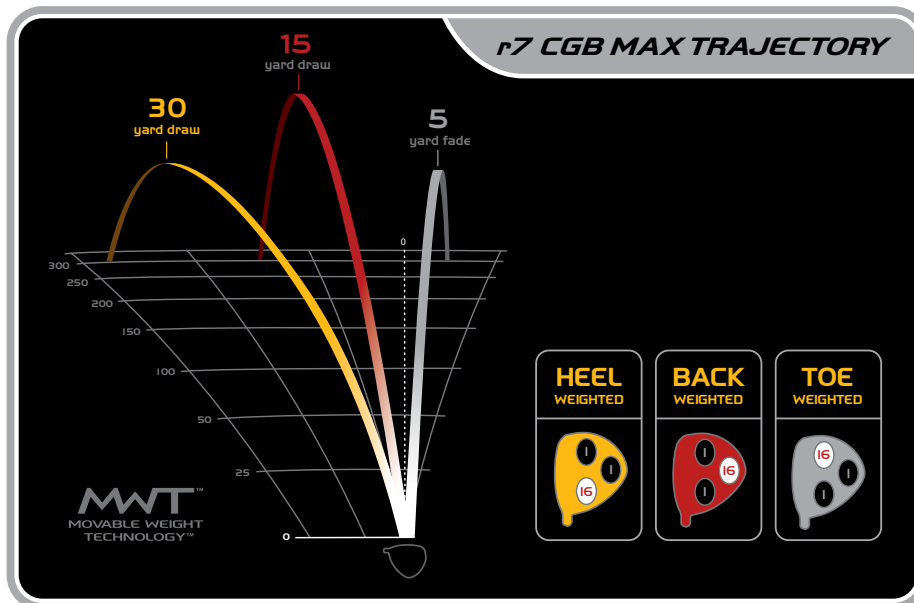 r7 CGB MAX TRAJECTORY
15
yard draw
30
yard draw
5
yard fade
0
300
250
200
150
100
50
25
0
MWT™
MOVABLE WEIGHT
TECHNOLOGY™
HEEL
WEIGHTED
1
1
16
BACK
WEIGHTED
1
16
1
TOE
WEIGHTED
16
1
1